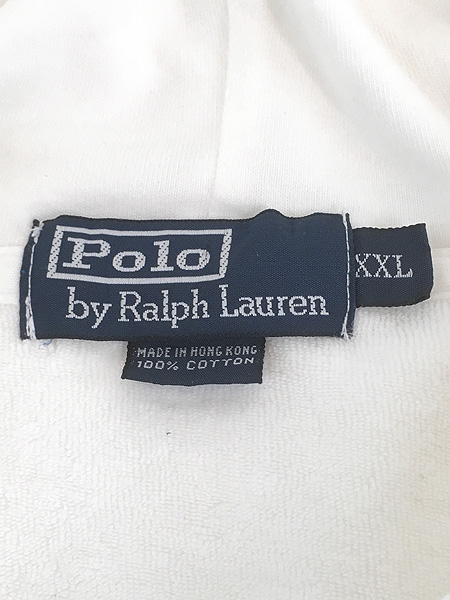 Polo
by Ralph Lauren
XXL
MADE IN HONG KONG
100% COTTON